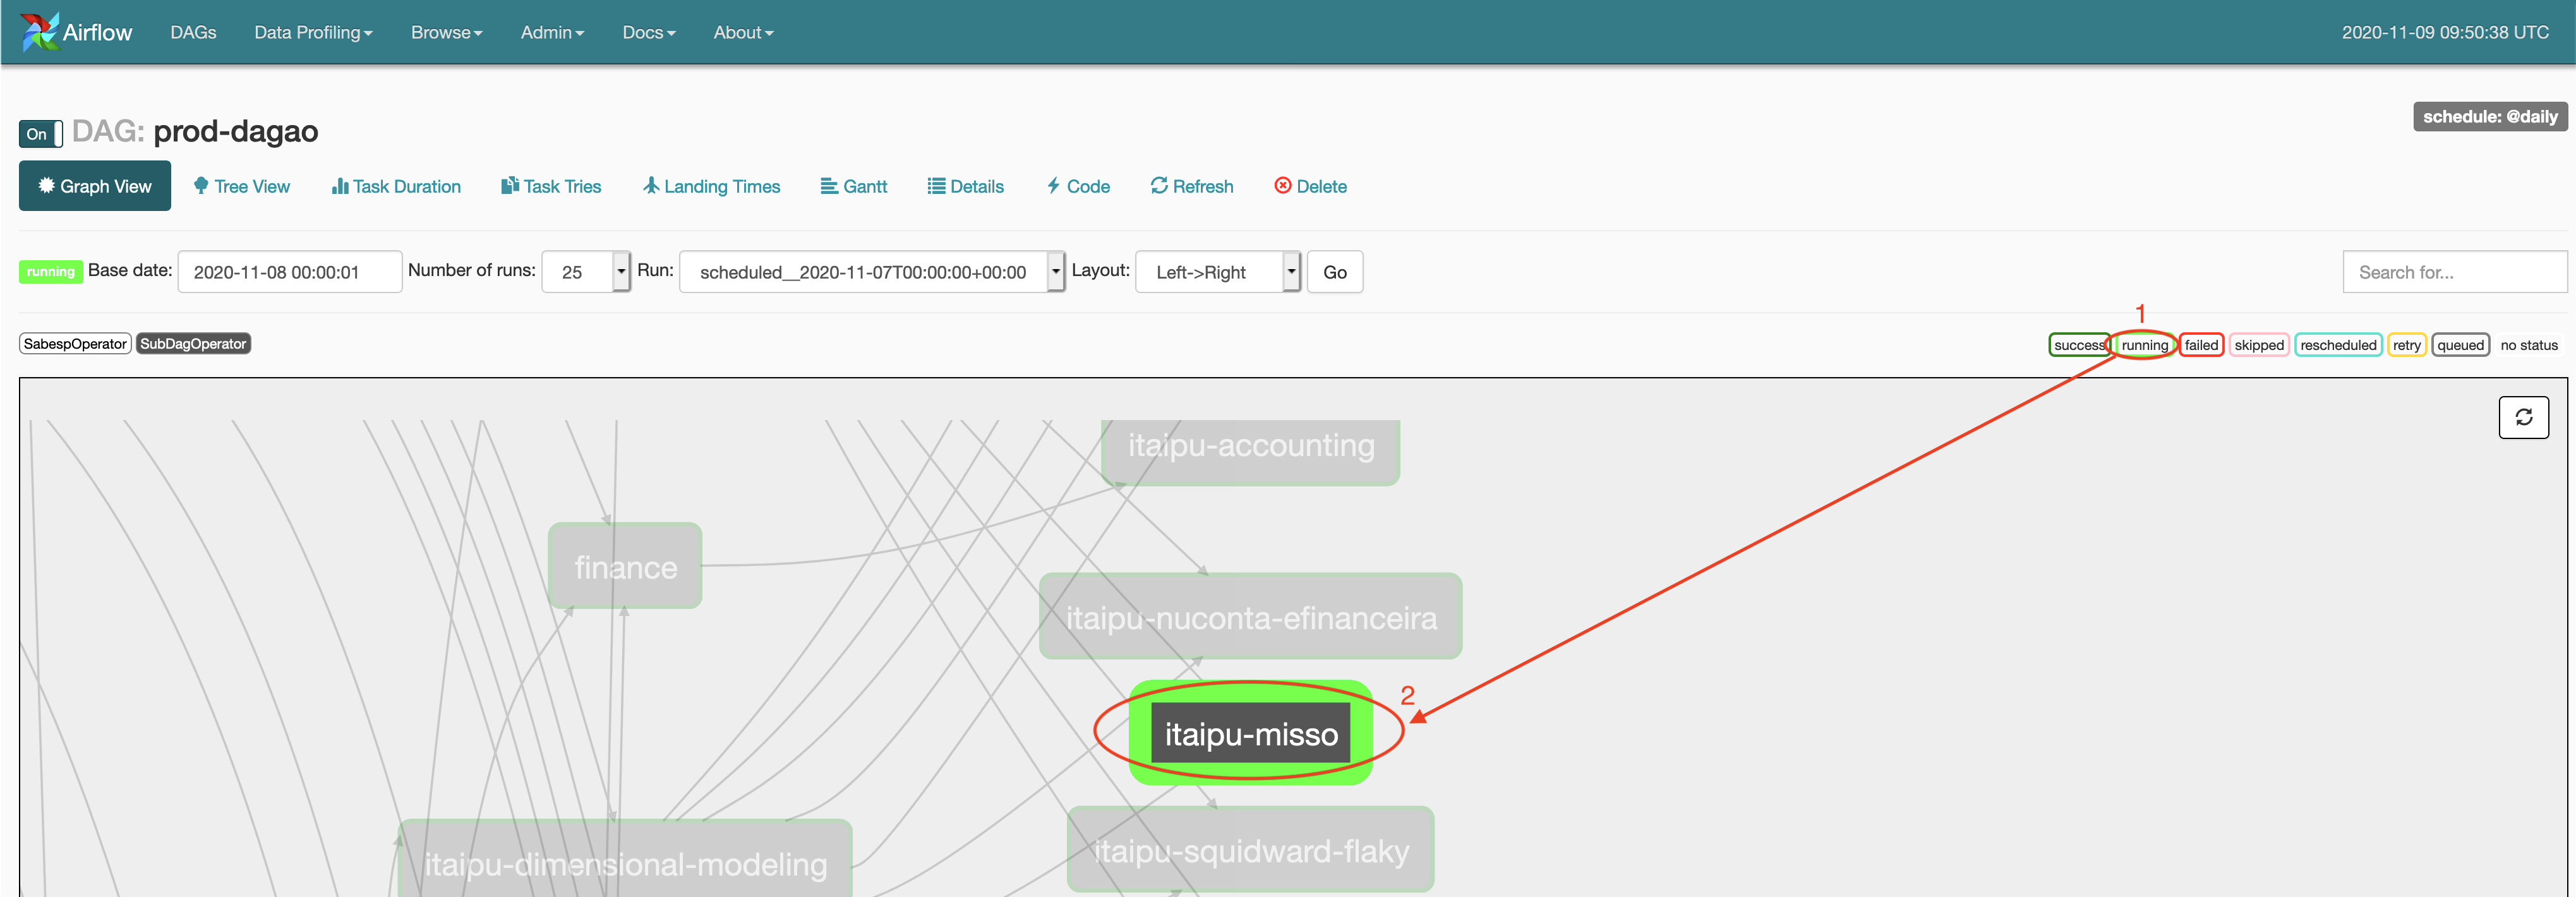 Airflow DAGs Data Profiling Browse Admin Docs About 2020-11-09 09:50:38 UTC
schedule: @daily
On DAG: prod-dagao
Graph View Tree View Task Duration Task Tries Landing Times Gantt Details Code Refresh Delete
running Base date: 2020-11-08 00:00:01 Number of runs: 25 Run: scheduled__2020-11-07T00:00:00+00:00 Layout: Left->Right Go Search for...
1
SabespOperator SubDagOperator success running failed skipped rescheduled retry queued no status
itaipu-accounting
finance
itaipu-nuconta-efinanceira
2
itaipu-misso
itaipu-squidward-flaky
itaipu-dimensional-modeling